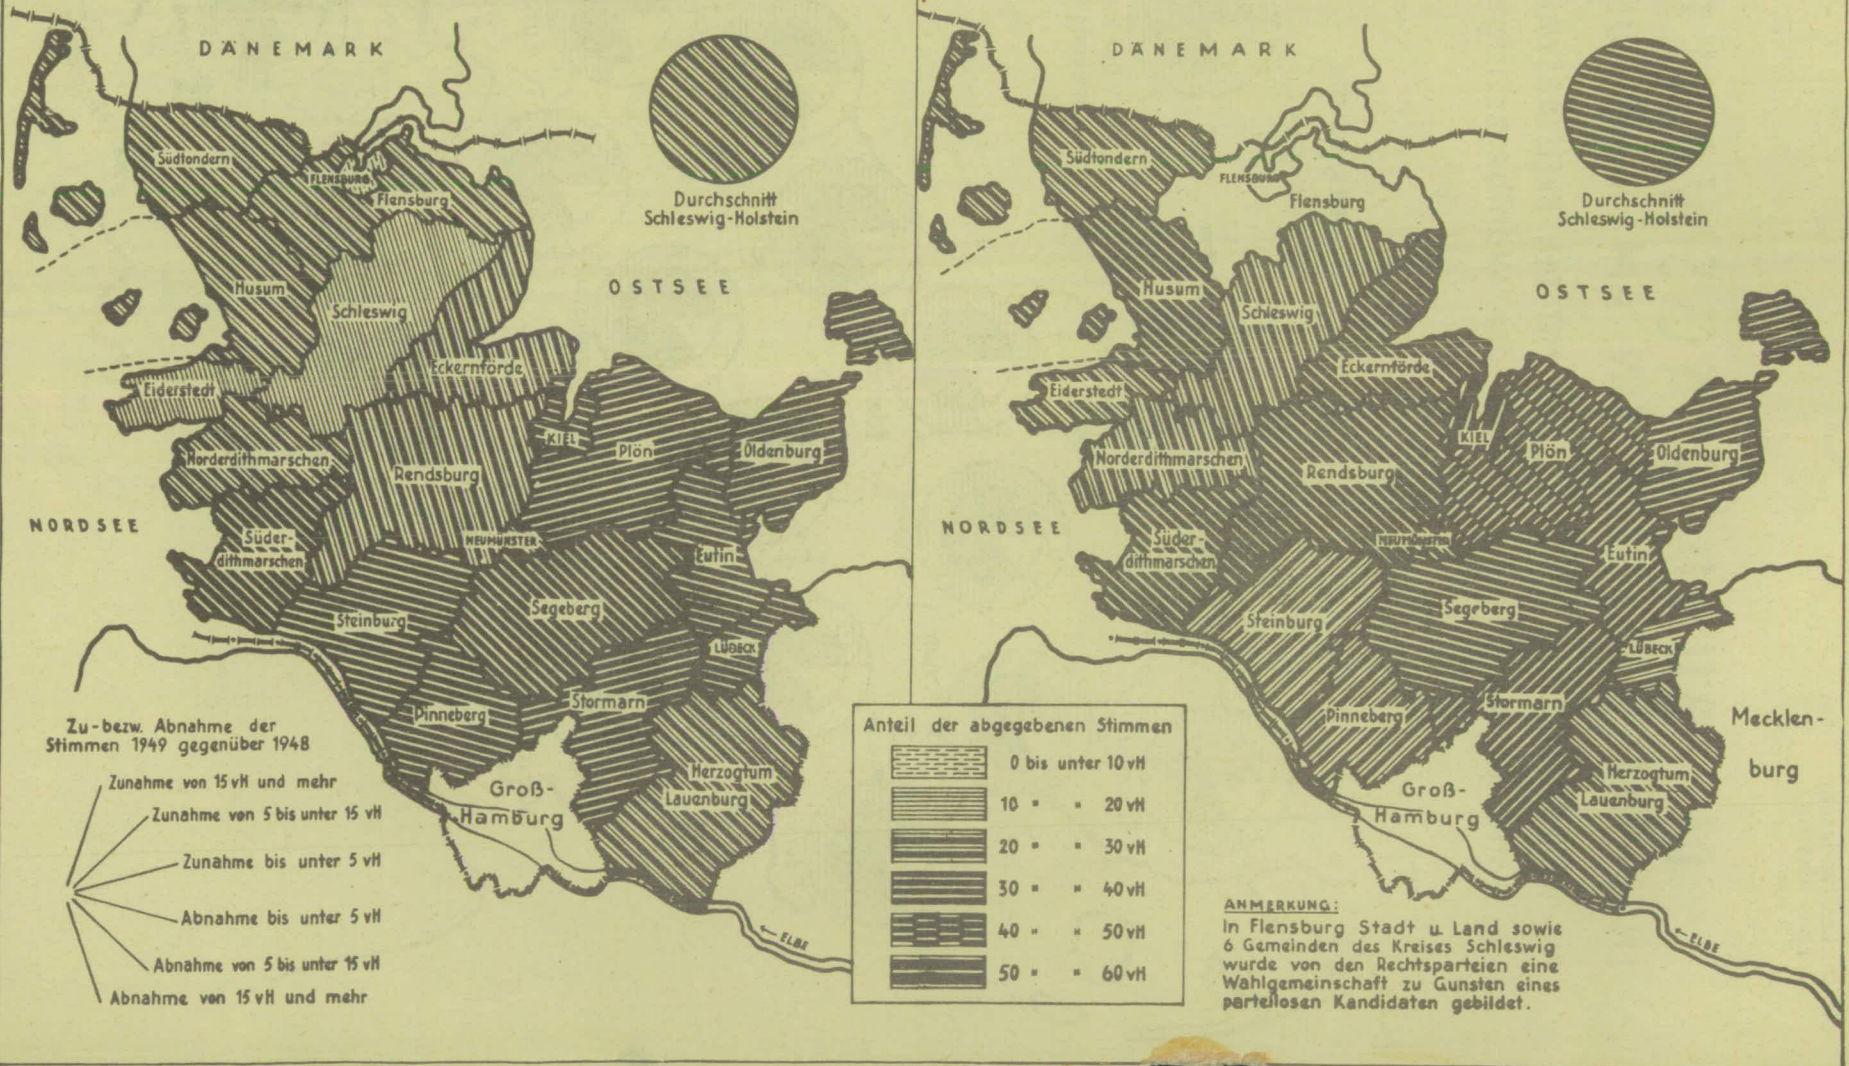 DÄNEMARK
Südtondern
FLENSBURG
Flensburg
Durchschnitt
Schleswig-Holstein
Husum
OSTSEE
Schleswig
Eckernförde
Eiderstedt
KIEL
Plön
Oldenburg
Norderdithmarschen
Rendsburg
NORDSEE
Süder-
dithmarschen
NEUMÜNSTER
Eutin
Steinburg
Segeberg
LÜBECK
Stormarn
Pinneberg
Herzogtum
Lauenburg
Groß-
Hamburg
ELBE
Zu-bezw. Abnahme der
Stimmen 1949 gegenüber 1948
Zunahme von 15 vH und mehr
Zunahme von 5 bis unter 15 vH
Zunahme bis unter 5 vH
Abnahme bis unter 5 vH
Abnahme von 5 bis unter 15 vH
Abnahme von 15 vH und mehr
DÄNEMARK
Südtondern
FLENSBURG
Flensburg
Durchschnitt
Schleswig-Holstein
Husum
OSTSEE
Schleswig
Eckernförde
Eiderstedt
KIEL
Plön
Oldenburg
Norderdithmarschen
Rendsburg
NORDSEE
Süder-
dithmarschen
NEUMÜNSTER
Eutin
Steinburg
Segeberg
LÜBECK
Stormarn
Pinneberg
Mecklen-
burg
Herzogtum
Lauenburg
Groß-
Hamburg
ELBE
Anteil der abgegebenen Stimmen
0 bis unter 10 vH
10 " " 20 vH
20 " " 30 vH
30 " " 40 vH
40 " " 50 vH
50 " " 60 vH
ANMERKUNG:
In Flensburg Stadt u. Land sowie
6 Gemeinden des Kreises Schleswig
wurde von den Rechtsparteien eine
Wahlgemeinschaft zu Gunsten eines
parteilosen Kandidaten gebildet.